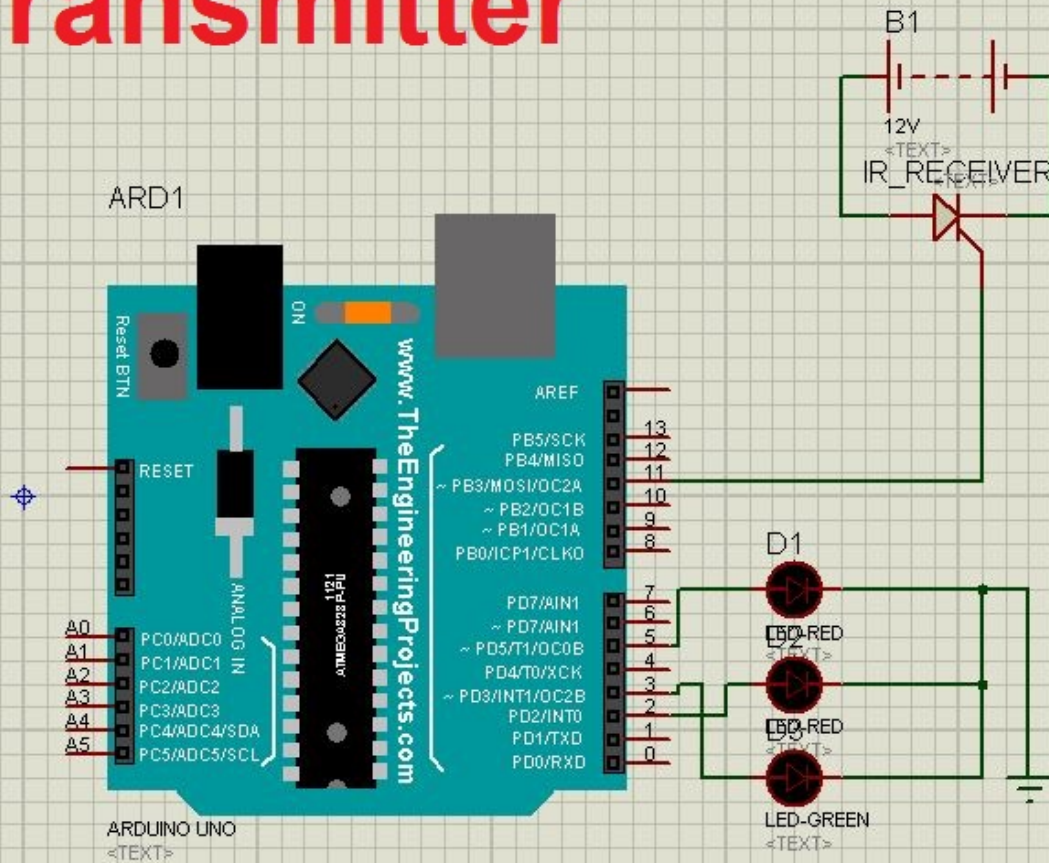 ransmitter
B1
12V
<TEXT>
IR_RECEIVER
<TEXT>
ARD1
ON
Reset BTN
www.TheEngineeringProjects.com
AREF
13
PB5/SCK
12
PB4/MISO
11
~ PB3/MOSI/OC2A
10
~ PB2/OC1B
9
~ PB1/OC1A
8
PB0/ICP1/CLKO
RESET
ANALOG IN
1121
7
PD7/AIN1
6
~ PD7/AIN1
5
~ PD5/T1/OC0B
4
PD4/T0/XCK
3
~ PD3/INT1/OC2B
2
PD2/INT0
1
PD1/TXD
0
PD0/RXD
A0
PC0/ADC0
A1
PC1/ADC1
A2
PC2/ADC2
A3
PC3/ADC3
A4
PC4/ADC4/SDA
A5
PC5/ADC5/SCL
D1
LED-RED
<TEXT>
D2
LED-RED
<TEXT>
D3
LED-GREEN
<TEXT>
ARDUINO UNO
<TEXT>